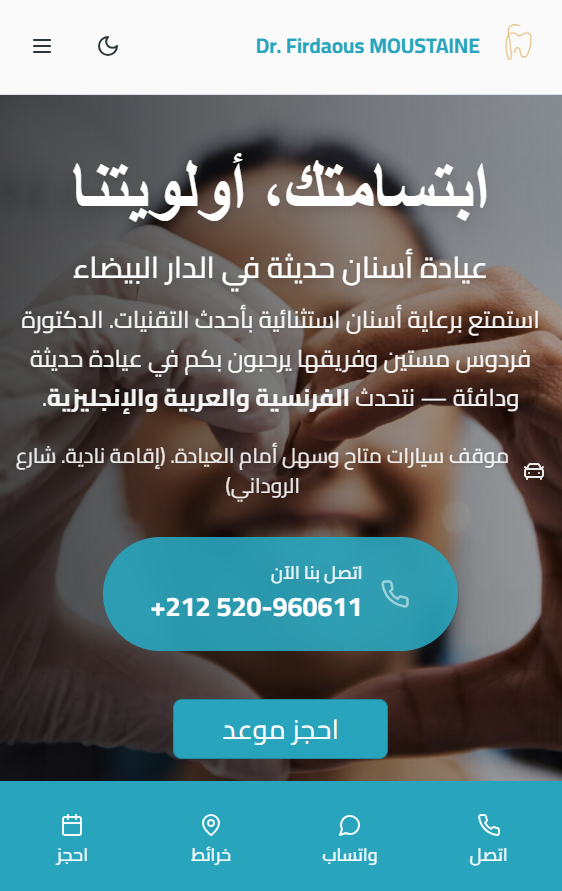 Dr. Firdaous MOUSTAINE
ابتسامتك، أولويتنا
عيادة أسنان حديثة في الدار البيضاء
استمتع برعاية أسنان استثنائية بأحدث التقنيات. الدكتورة
فردوس مستين وفريقها يرحبون بكم في عيادة حديثة
ودافئة — نتحدث الفرنسية والعربية والإنجليزية.
موقف سيارات متاح وسهل أمام العيادة. (إقامة نادية. شارع
الروداني)
اتصل بنا الآن
+212 520-960611
احجز موعد
اتصل
واتساب
خرائط
احجز